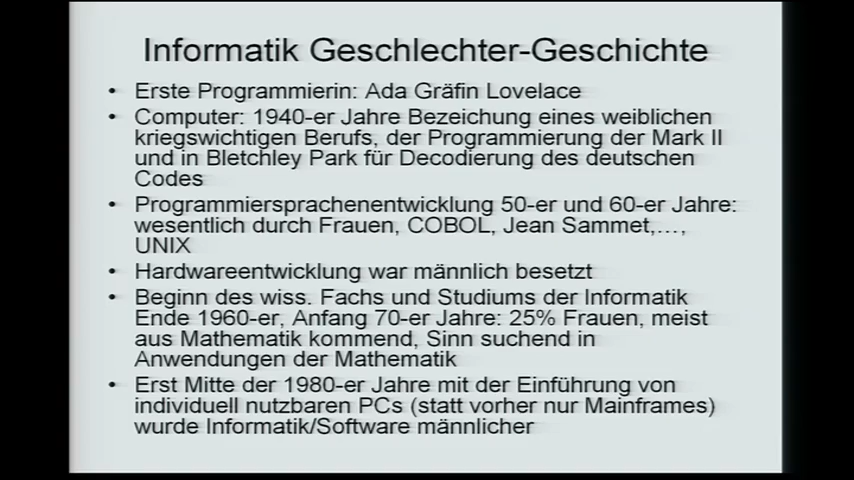 Informatik Geschlechter-Geschichte
• Erste Programmierin: Ada Gräfin Lovelace
• Computer: 1940-er Jahre Bezeichung eines weiblichen
kriegswichtigen Berufs, der Programmierung der Mark II
und in Bletchley Park für Decodierung des deutschen
Codes
• Programmiersprachenentwicklung 50-er und 60-er Jahre:
wesentlich durch Frauen, COBOL, Jean Sammet,...,
UNIX
• Hardwareentwicklung war männlich besetzt
• Beginn des wiss. Fachs und Studiums der Informatik
Ende 1960-er, Anfang 70-er Jahre: 25% Frauen, meist
aus Mathematik kommend, Sinn suchend in
Anwendungen der Mathematik
• Erst Mitte der 1980-er Jahre mit der Einführung von
individuell nutzbaren PCs (statt vorher nur Mainframes)
wurde Informatik/Software männlicher